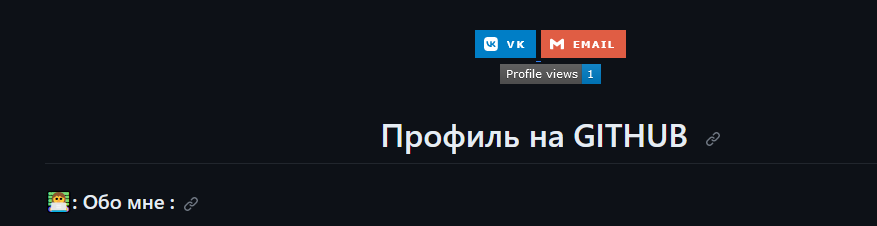 VK EMAIL
Profile views 1
Профиль на GITHUB
: Обо мне :